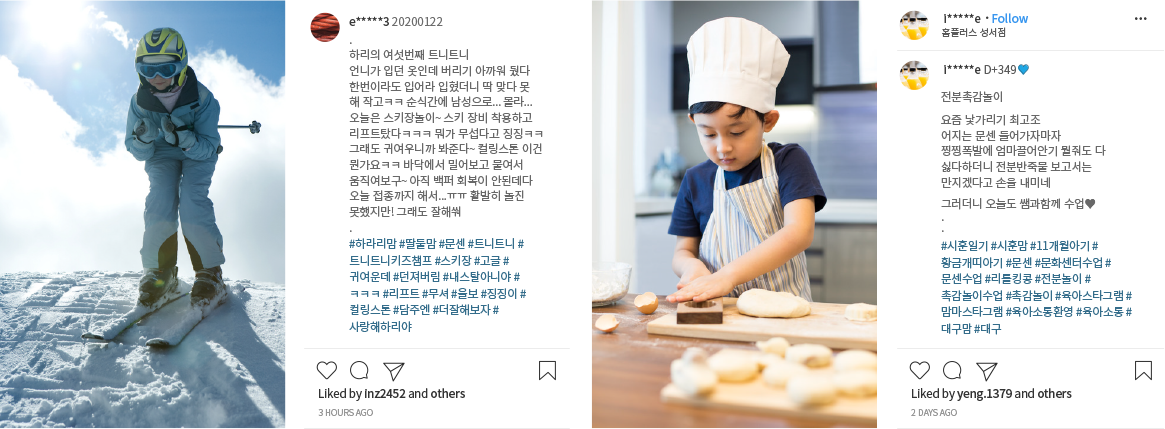 e*****3 20200122
.
하리의 여섯번째 트니트니
언니가 입던 옷인데 버리기 아까워 뒀다
한번이라도 입어라 입혔더니 딱 맞다 못
해 작고ㅋㅋ 순식간에 남성으로... 몰라...
오늘은 스키장놀이~ 스키 장비 착용하고
리프트탔다ㅋㅋㅋ 뭐가 무섭다고 징징ㅋㅋ
그래도 귀여우니까 봐준다~ 컬링스톤 이건
뭔가요ㅋㅋ 바닥에서 밀어보고 물여서
움직여보구~ 아직 백퍼 회복이 안된데다
오늘 접종까지 해서...ㅠㅠ 활발히 놀진
못했지만! 그래도 잘해쒀
.
#하라리맘 #딸둘맘 #문센 #트니트니 #
트니트니키즈챔프 #스키장 #고글 #
귀여운데 #던져버림 #내스탈아니야 #
ㅋㅋㅋ #리프트 #무셔 #울보 #징징이 #
컬링스톤 #담주엔 #더잘해보자 #
사랑해하리야
Liked by inz2452 and others
3 HOURS AGO
l*****e • Follow
홈플러스 성서점
l*****e D+349💙
전분촉감놀이
요즘 낯가리기 최고조
어지는 문센 들어가자마자
찡찡폭발에 엄마끌어안기 뭘줘도 다
싫다하더니 전분반죽물 보고서는
만지겠다고 손을 내미네
그러더니 오늘도 쌤과함께 수업♥
.
.
#시훈일기 #시훈맘 #11개월아기 #
황금개띠아기 #문센 #문화센터수업 #
문센수업 #리틀킹콩 #전분놀이 #
촉감놀이수업 #촉감놀이 #육아스타그램 #
맘마스타그램 #육아소통환영 #육아소통 #
대구맘 #대구
Liked by yeng.1379 and others
2 DAYS AGO